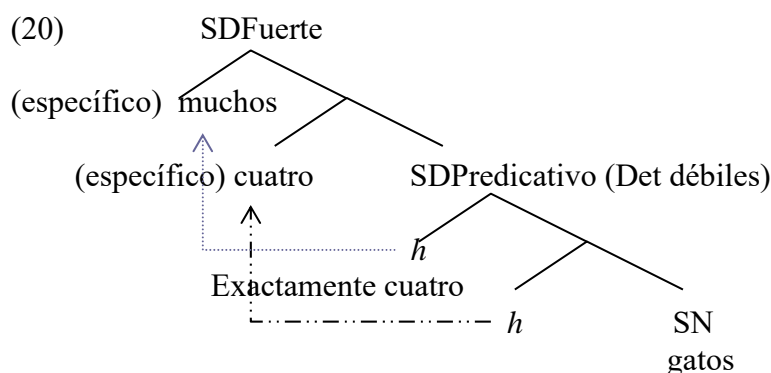 (20) SDFuerte
(específico) muchos
(específico) cuatro SDPredicativo (Det débiles)
h
Exactamente cuatro
h SN
gatos